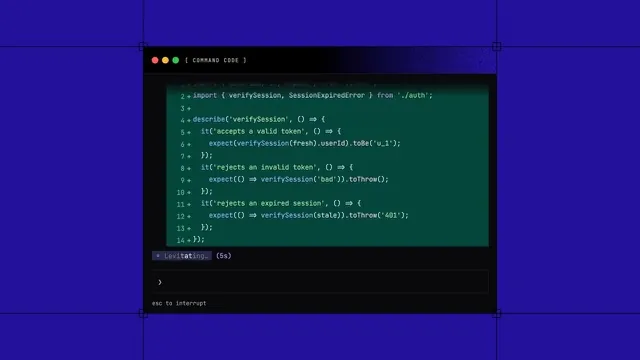 [ COMMAND CODE ]
2 + import { verifySession, SessionExpiredError } from './auth';
3 +
4 + describe('verifySession', () => {
5 + it('accepts a valid token', () => {
6 + expect(verifySession(fresh).userId).toBe('u_1');
7 + });
8 + it('rejects an invalid token', () => {
9 + expect(() => verifySession('bad')).toThrow();
10 + });
11 + it('rejects an expired session', () => {
12 + expect(() => verifySession(stale)).toThrow('401');
13 + });
14 + });
Levitating… (5s)
❯
esc to interrupt